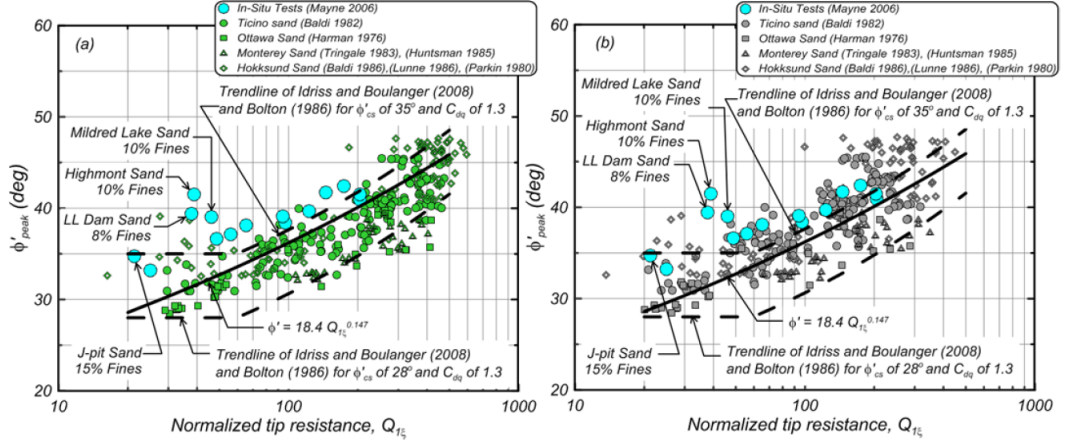 60
50
40
30
20
10
100
1000
ϕ'peak (deg)
Normalized tip resistance, Q1ξ
(a)
In-Situ Tests (Mayne 2006)
Ticino sand (Baldi 1982)
Ottawa Sand (Harman 1976)
Monterey Sand (Tringale 1983), (Huntsman 1985)
Hokksund Sand (Baldi 1986),(Lunne 1986), (Parkin 1980)
Trendline of Idriss and Boulanger (2008)
and Bolton (1986) for ϕ'cs of 35º and Cdq of 1.3
Mildred Lake Sand
10% Fines
Highmont Sand
10% Fines
LL Dam Sand
8% Fines
ϕ' = 18.4 Q1ξ^0.147
J-pit Sand
15% Fines
Trendline of Idriss and Boulanger (2008)
and Bolton (1986) for ϕ'cs of 28º and Cdq of 1.3
60
50
40
30
20
10
100
1000
ϕ'peak (deg)
Normalized tip resistance, Q1ξ
(b)
In-Situ Tests (Mayne 2006)
Ticino sand (Baldi 1982)
Ottawa Sand (Harman 1976)
Monterey Sand (Tringale 1983), (Huntsman 1985)
Hokksund Sand (Baldi 1986),(Lunne 1986), (Parkin 1980)
Trendline of Idriss and Boulanger (2008)
and Bolton (1986) for ϕ'cs of 35º and Cdq of 1.3
Mildred Lake Sand
10% Fines
Highmont Sand
10% Fines
LL Dam Sand
8% Fines
ϕ' = 18.4 Q1ξ^0.147
J-pit Sand
15% Fines
Trendline of Idriss and Boulanger (2008)
and Bolton (1986) for ϕ'cs of 28º and Cdq of 1.3